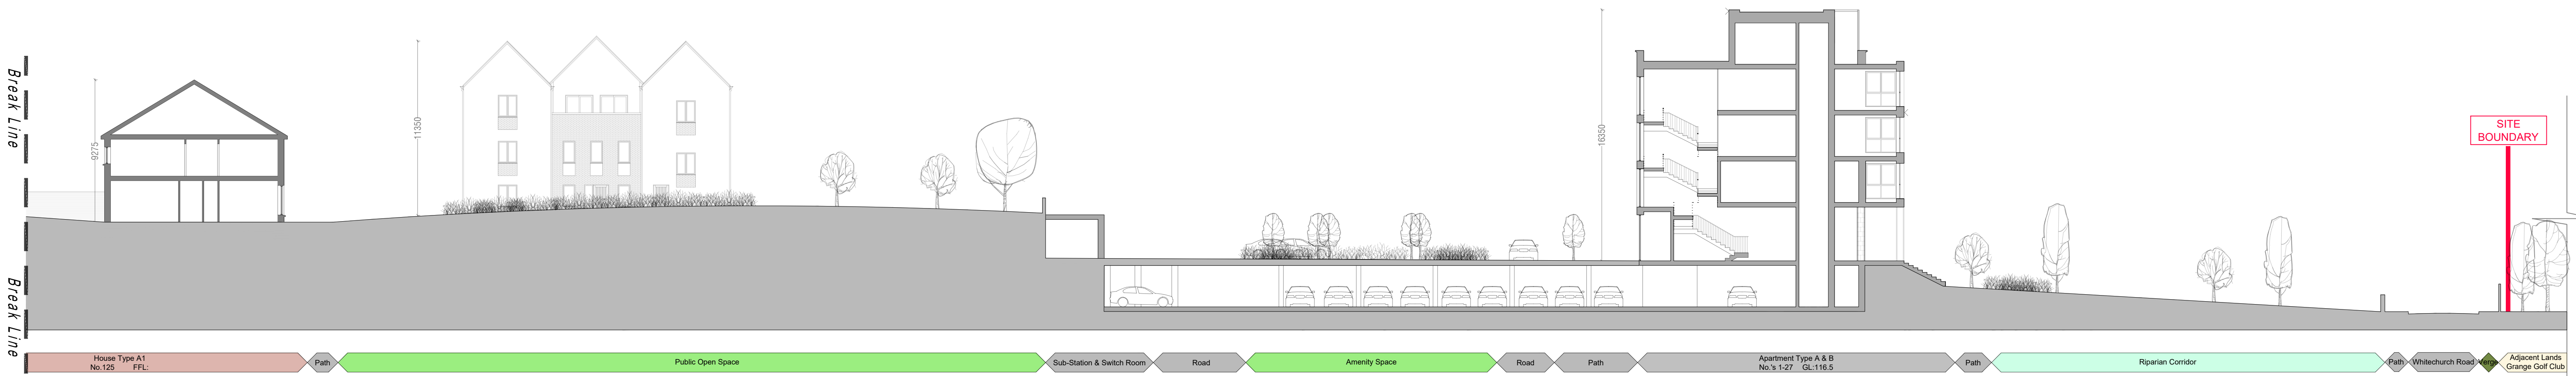 Break Line
Break Line
9275
11350
16350
SITE
BOUNDARY
House Type A1
No.125 FFL:
Path
Public Open Space
Sub-Station & Switch Room
Road
Amenity Space
Road
Path
Apartment Type A & B
No.'s 1-27 GL:116.5
Path
Riparian Corridor
Path
Whitechurch Road
Verge
Adjacent Lands
Grange Golf Club